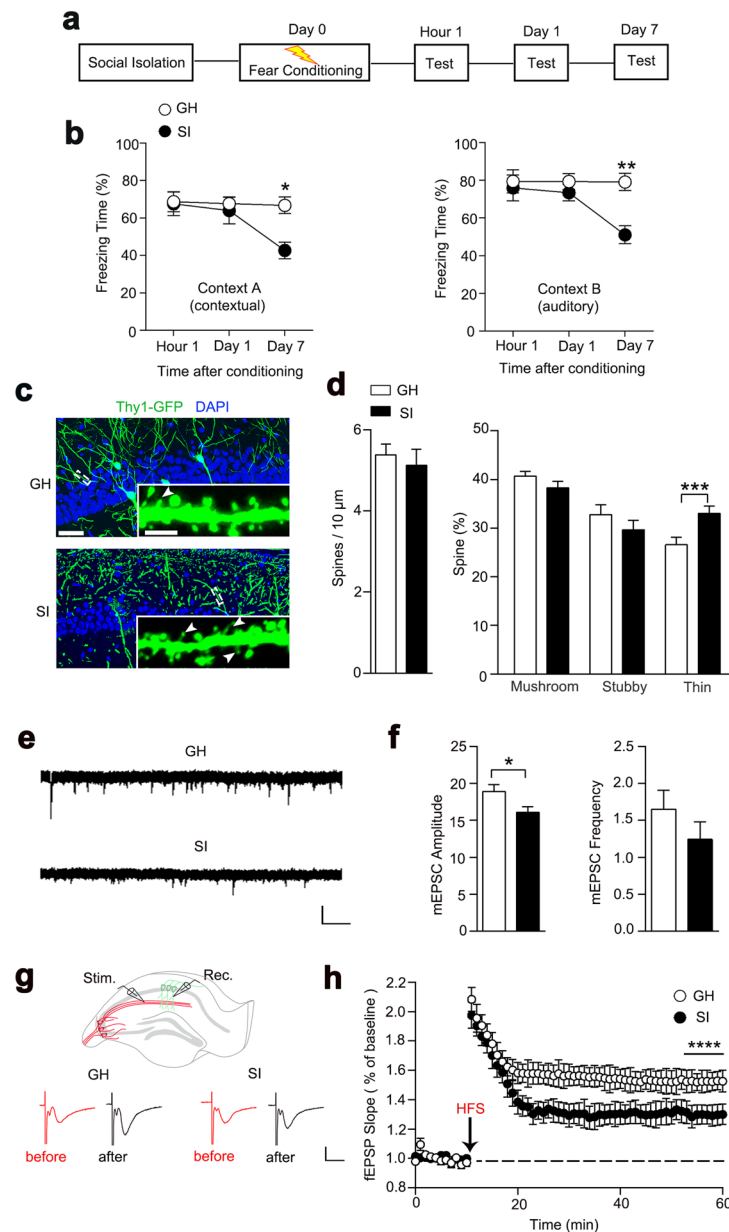 a
Day 0
Hour 1
Day 1
Day 7
Social Isolation
Fear Conditioning
Test
Test
Test
b
GH
SI
Freezing Time (%)
100
80
60
40
20
0
*
Context A
(contextual)
Hour 1
Day 1
Day 7
Time after conditioning
Freezing Time (%)
100
80
60
40
20
0
**
Context B
(auditory)
Hour 1
Day 1
Day 7
Time after conditioning
c
Thy1-GFP DAPI
GH
SI
d
GH
SI
Spines / 10 µm
6
4
2
0
Spine (%)
50
40
30
20
10
0
***
Mushroom
Stubby
Thin
e
GH
SI
f
mEPSC Amplitude
25
20
15
10
5
0
*
mEPSC Frequency
2.5
2.0
1.5
1.0
0.5
0.0
g
Stim.
Rec.
GH
SI
before
after
before
after
h
fEPSP Slope ( % of baseline )
2.2
2.0
1.8
1.6
1.4
1.2
1.0
0.8
GH
SI
****
HFS
0
20
40
60
Time (min)